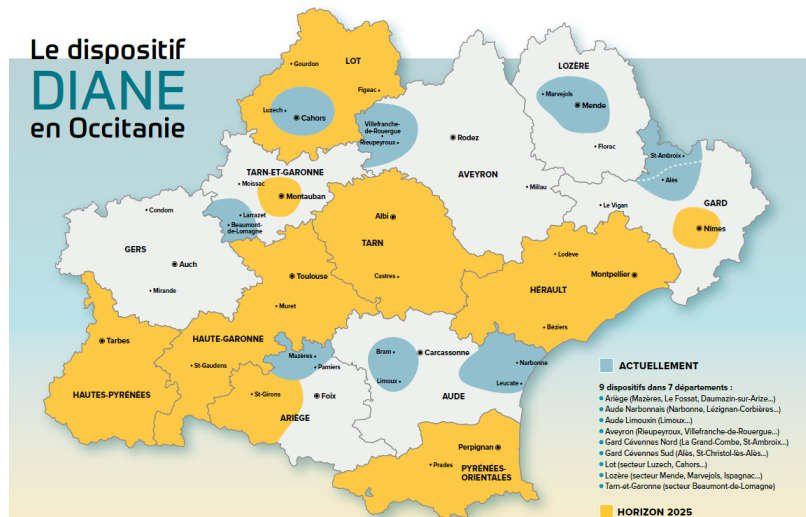 Le dispositif
DIANE
en Occitanie
LOT
Gourdon
Figeac
Luzech
Cahors
LOZÈRE
Marvejols
Mende
Florac
Villefranche-
de-Rouergue
Rieupeyroux
Rodez
AVEYRON
Millau
St-Ambroix
Alès
GARD
Le Vigan
Nîmes
TARN-ET-GARONNE
Moissac
Montauban
Larrazet
Beaumont-
de-Lomagne
Condom
GERS
Auch
Mirande
Albi
TARN
Castres
Toulouse
Muret
HAUTE-GARONNE
St-Gaudens
Lodève
Montpellier
HÉRAULT
Béziers
Tarbes
HAUTES-PYRÉNÉES
Mazères
Pamiers
St-Girons
Foix
ARIÈGE
Bram
Carcassonne
Limoux
AUDE
Narbonne
Leucate
Perpignan
Prades
PYRÉNÉES-
ORIENTALES
ACTUELLEMENT
9 dispositifs dans 7 départements :
• Ariège (Mazères, Le Fossat, Daumazin-sur-Arize...)
• Aude Narbonnais (Narbonne, Lézignan-Corbières...)
• Aude Limouxin (Limoux...)
• Aveyron (Rieupeyroux, Villefranche-de-Rouergue...)
• Gard Cévennes Nord (La Grand-Combe, St-Ambroix...)
• Gard Cévennes Sud (Alès, St-Christol-lès-Alès...)
• Lot (secteur Luzech, Cahors...)
• Lozère (secteur Mende, Marvejols, Ispagnac...)
• Tarn-et-Garonne (secteur Beaumont-de-Lomagne)
HORIZON 2025